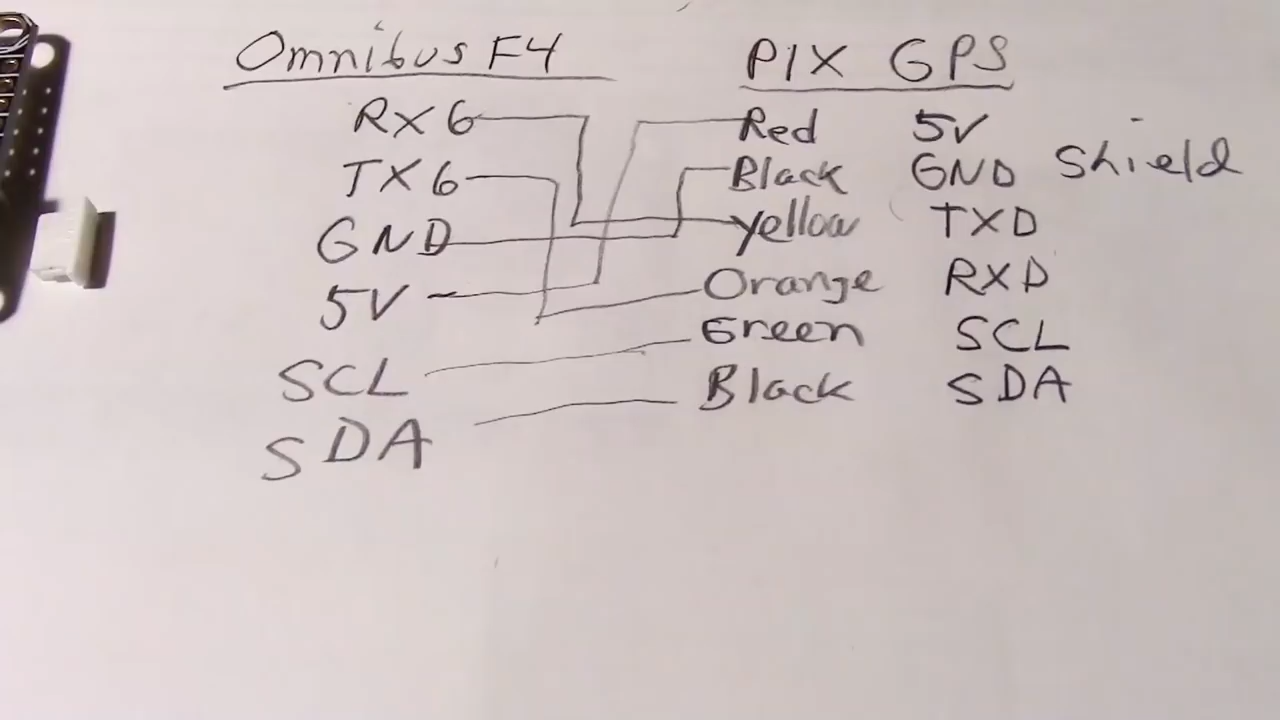 Omnibus F4 PIX GPS
RX6 Red 5V
TX6 Black GND Shield
GND Yellow TXD
5V Orange RXD
SCL Green SCL
SDA Black SDA